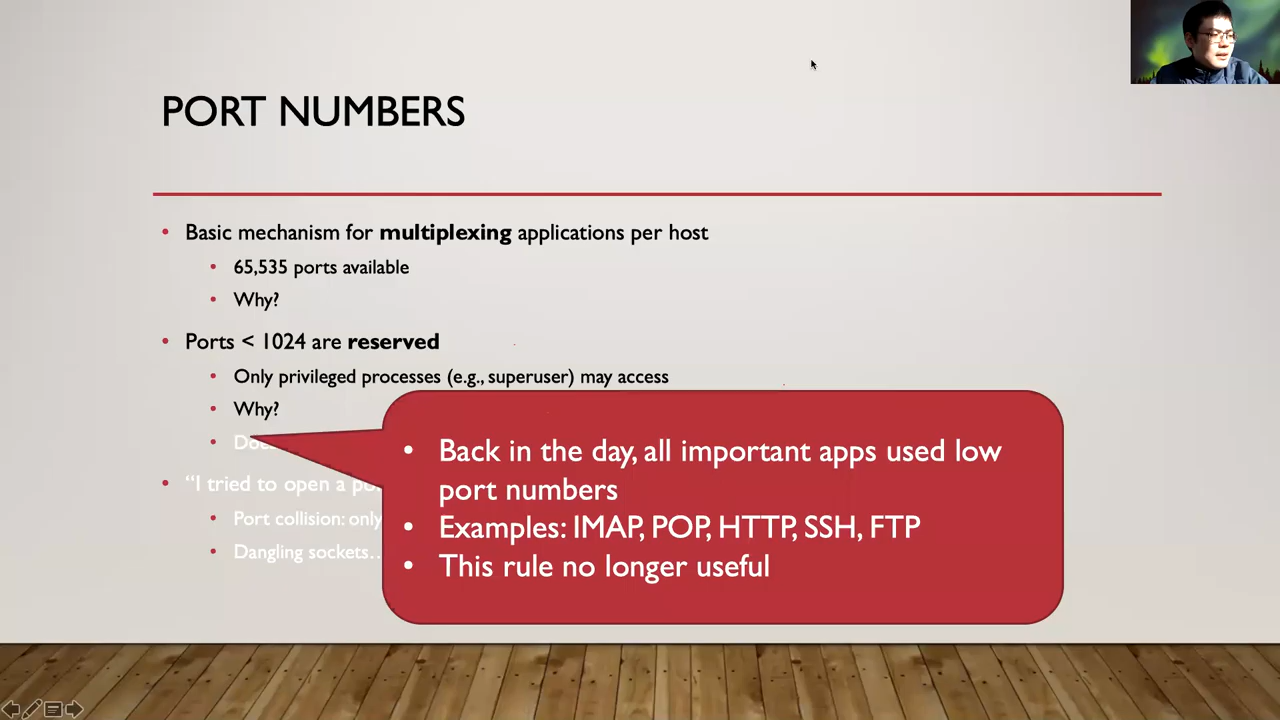 PORT NUMBERS
• Basic mechanism for multiplexing applications per host
• 65,535 ports available
• Why?
• Ports < 1024 are reserved
• Only privileged processes (e.g., superuser) may access
• Why?
•
• “I tried to open a
• Port collision: only
• Dangling sockets…
• Back in the day, all important apps used low
port numbers
• Examples: IMAP, POP, HTTP, SSH, FTP
• This rule no longer useful